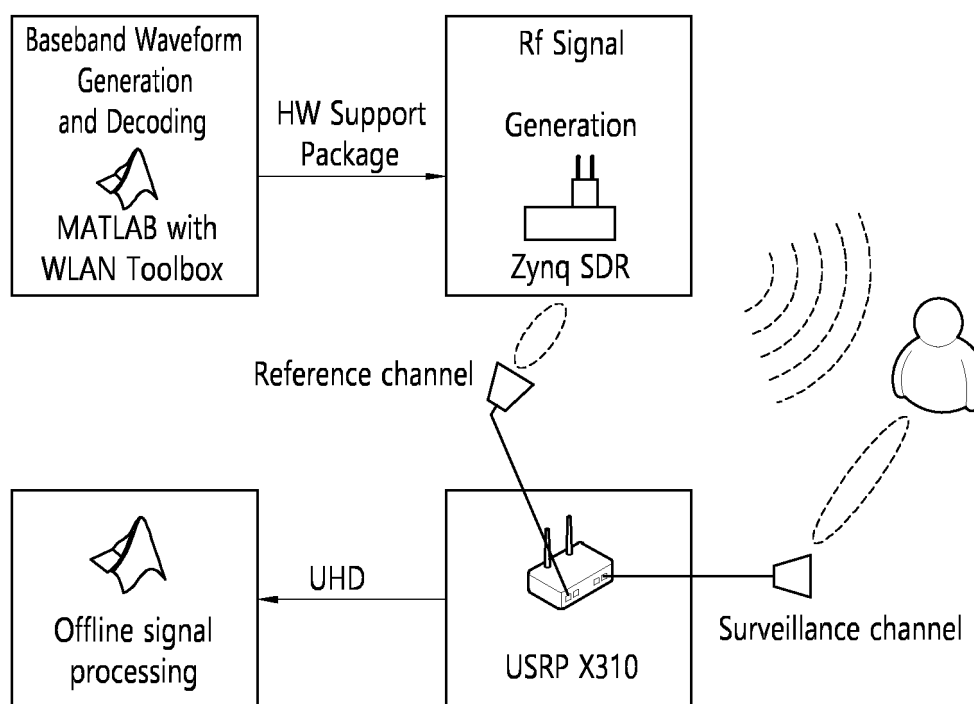 Baseband Waveform
Generation
and Decoding
MATLAB with
WLAN Toolbox
HW Support
Package
Rf Signal
Generation
Zynq SDR
Reference channel
Offline signal
processing
UHD
USRP X310
Surveillance channel